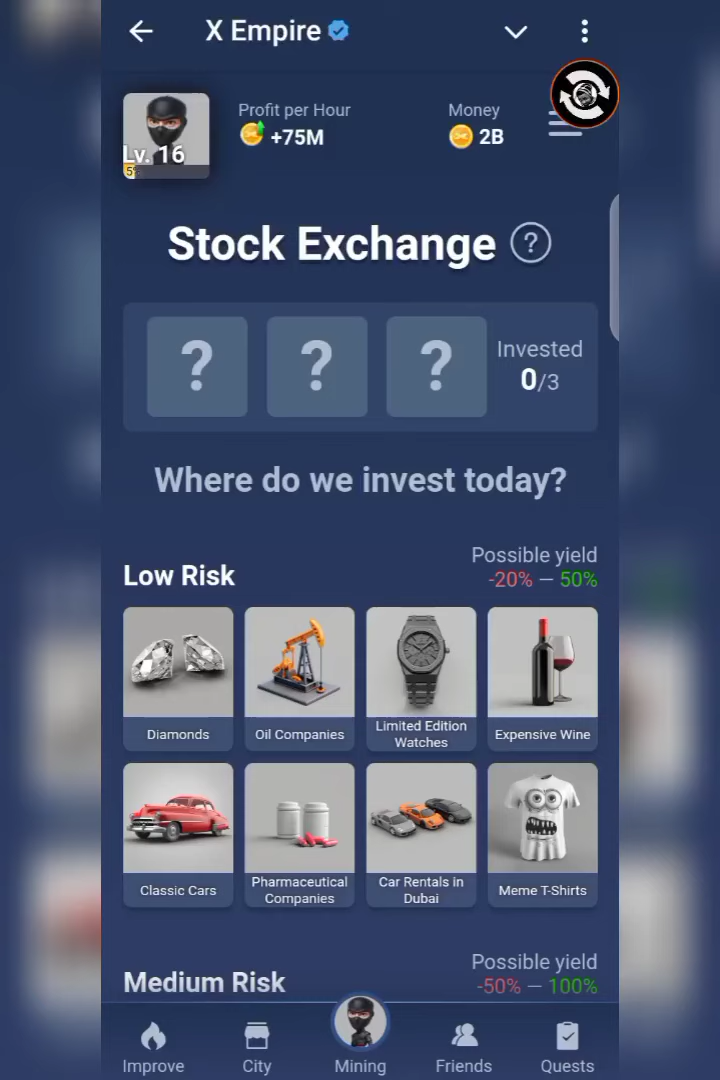 X Empire
Profit per Hour
+75M
Money
2B
Lv. 16
5%
Stock Exchange ?
? ? ? Invested
0/3
Where do we invest today?
Low Risk
Possible yield
-20% — 50%
Diamonds
Oil Companies
Limited Edition
Watches
Expensive Wine
Classic Cars
Pharmaceutical
Companies
Car Rentals in
Dubai
Meme T-Shirts
Medium Risk
Possible yield
-50% — 100%
Improve
City
Mining
Friends
Quests